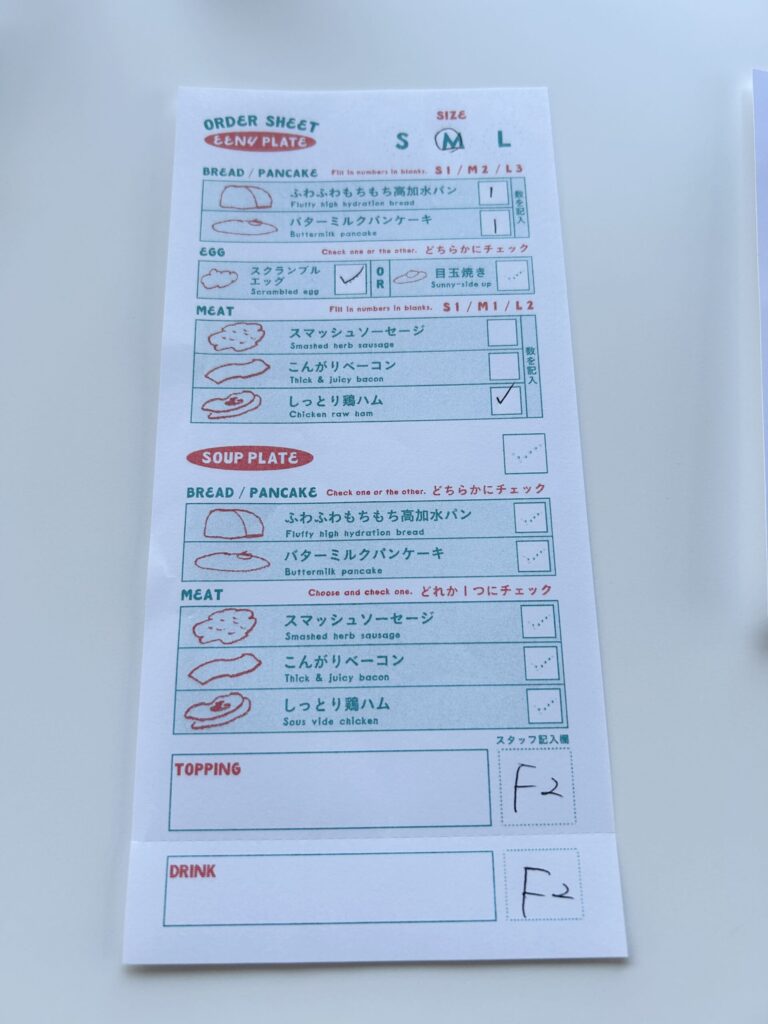 ORDER SHEET
EENY PLATE
SIZE
S M L
BREAD / PANCAKE Fill in numbers in blanks. S1 / M2 / L3
ふわふわもちもち高加水パン 1
Fluffy high hydration bread
バターミルクパンケーキ 1
Buttermilk pancake
数を記入
EGG Check one or the other. どちらかにチェック
スクランブル
エッグ ✓
Scrambled egg
OR
目玉焼き
Sunny-side up
MEAT Fill in numbers in blanks. S1 / M1 / L2
スマッシュソーセージ
Smashed herb sausage
こんがりベーコン
Thick & juicy bacon
しっとり鶏ハム ✓
Chicken raw ham
数を記入
SOUP PLATE
BREAD / PANCAKE Check one or the other. どちらかにチェック
ふわふわもちもち高加水パン
Fluffy high hydration bread
バターミルクパンケーキ
Buttermilk pancake
MEAT Choose and check one. どれか1つにチェック
スマッシュソーセージ
Smashed herb sausage
こんがりベーコン
Thick & juicy bacon
しっとり鶏ハム
Sous vide chicken
スタッフ記入欄
TOPPING F2
DRINK F2